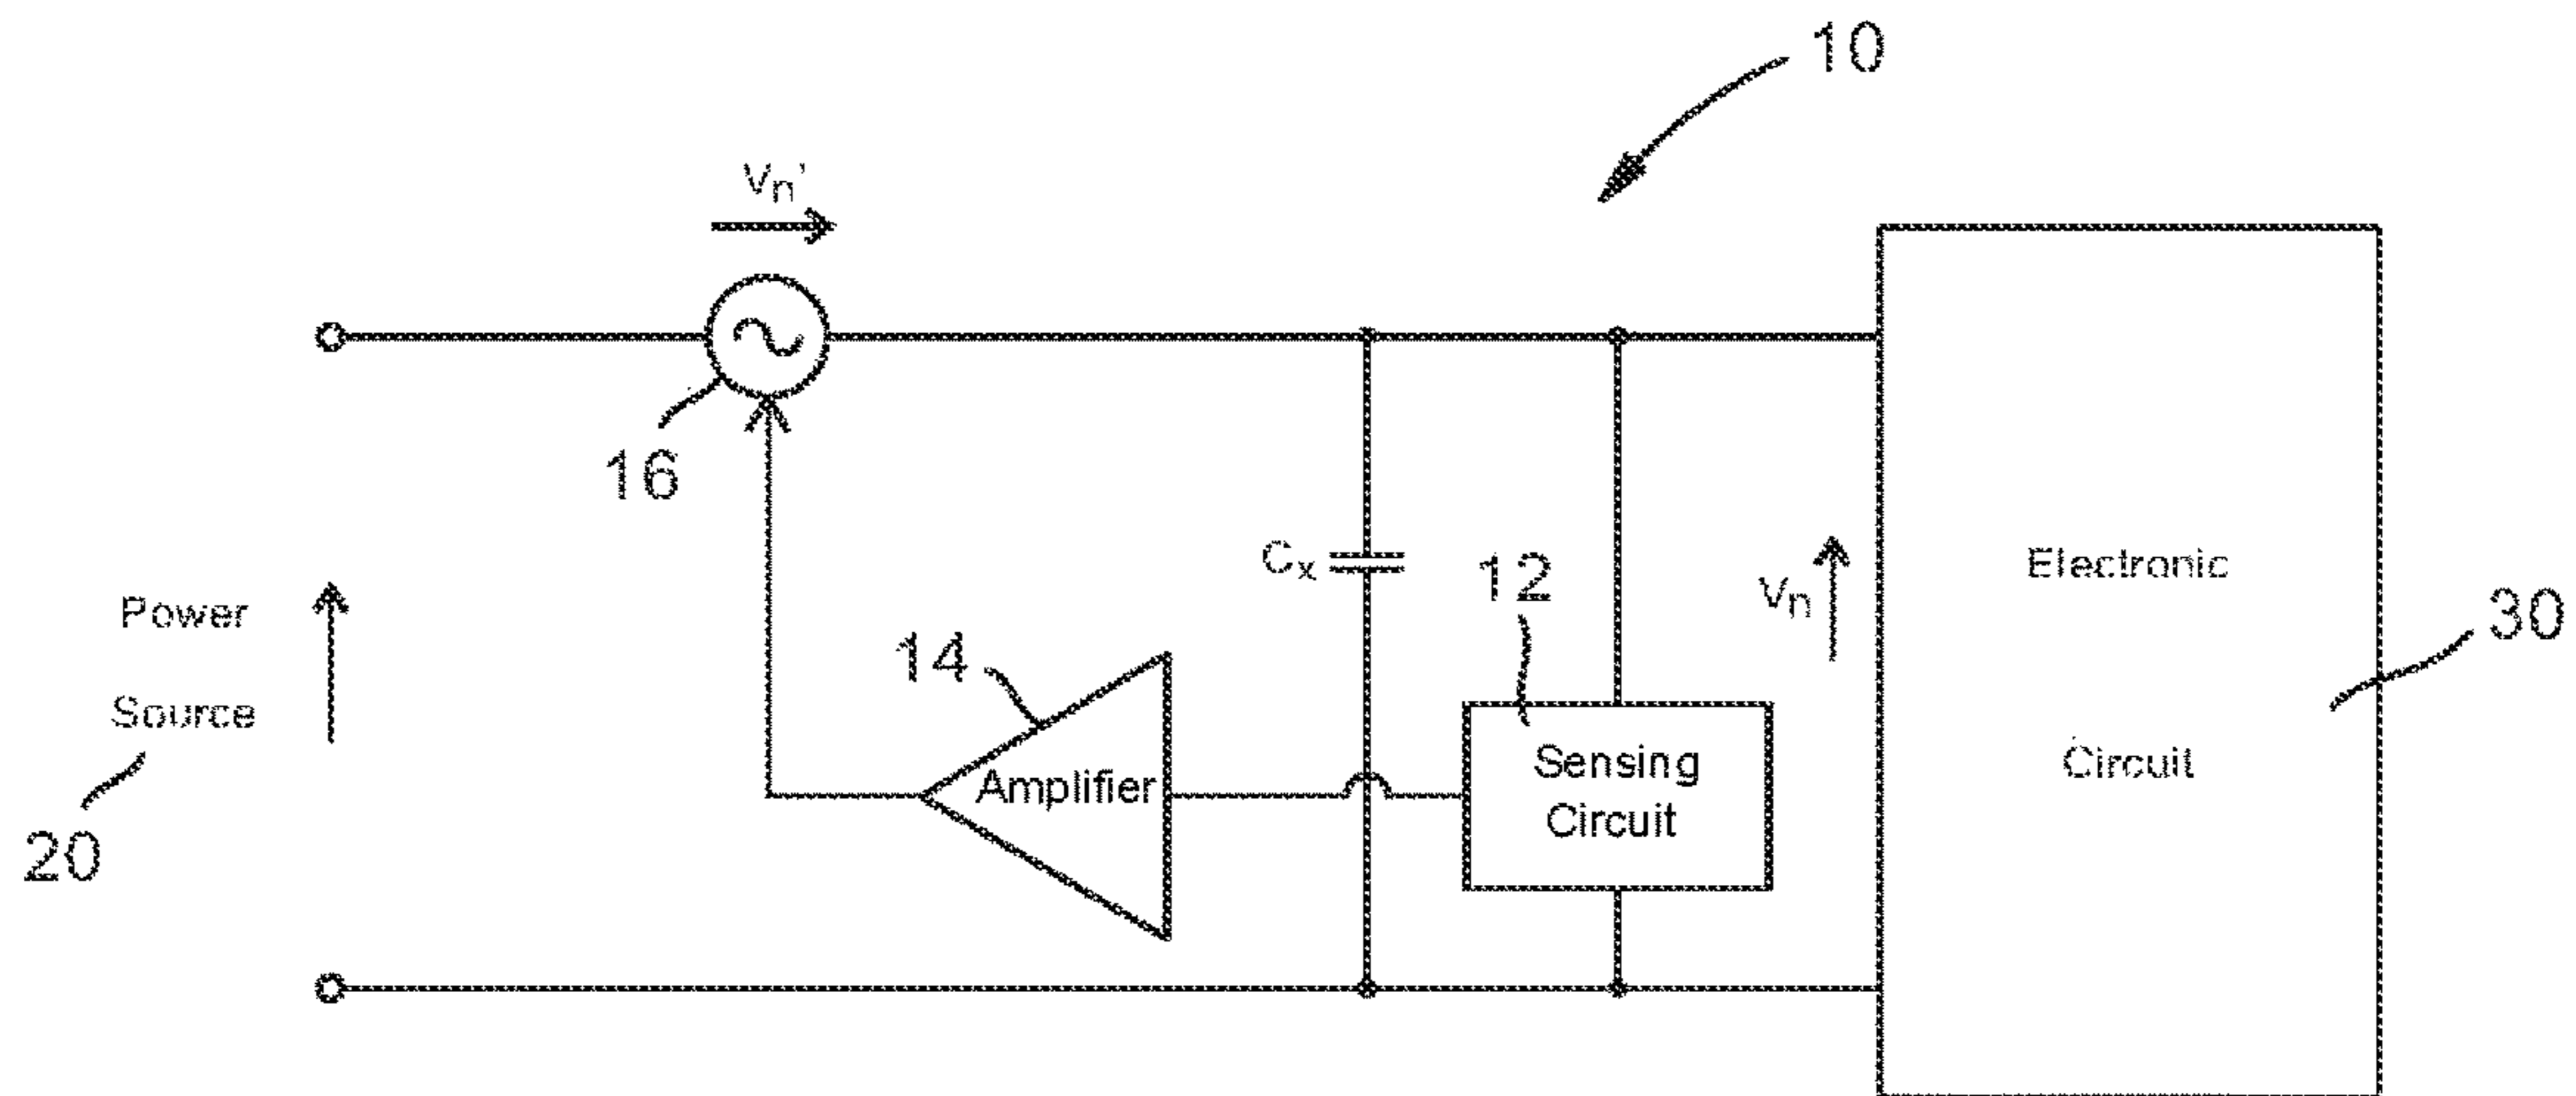 10
Vn'
16
Cx
12
Vn
Electronic
Circuit
30
Power
Source
20
14
Amplifier
Sensing
Circuit